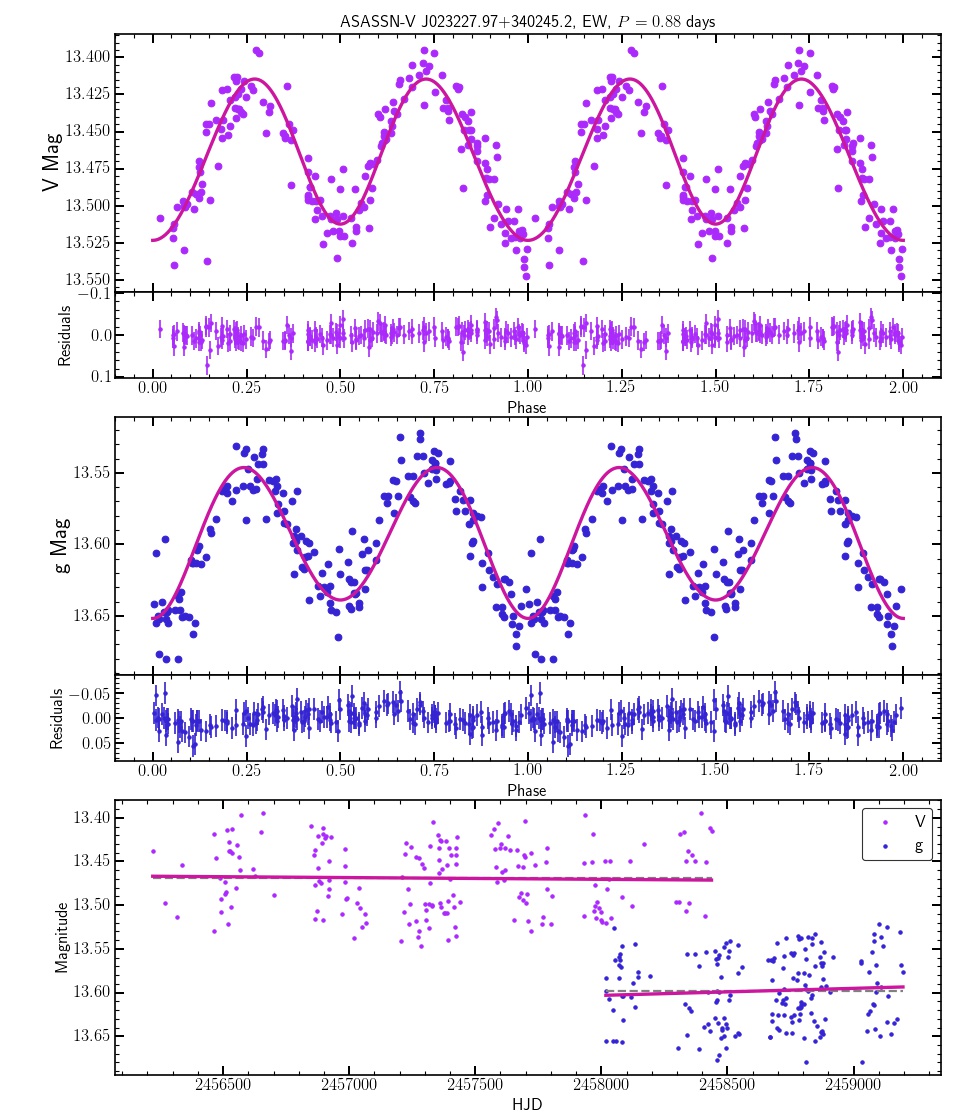 ASASSN-V J023227.97+340245.2, EW, P = 0.88 days
13.400
13.425
13.450
13.475
13.500
13.525
13.550
V Mag
−0.1
0.0
0.1
Residuals
0.00 0.25 0.50 0.75 1.00 1.25 1.50 1.75 2.00
Phase
13.55
13.60
13.65
g Mag
−0.05
0.00
0.05
Residuals
0.00 0.25 0.50 0.75 1.00 1.25 1.50 1.75 2.00
Phase
13.40
13.45
13.50
13.55
13.60
13.65
Magnitude
V
g
2456500 2457000 2457500 2458000 2458500 2459000
HJD